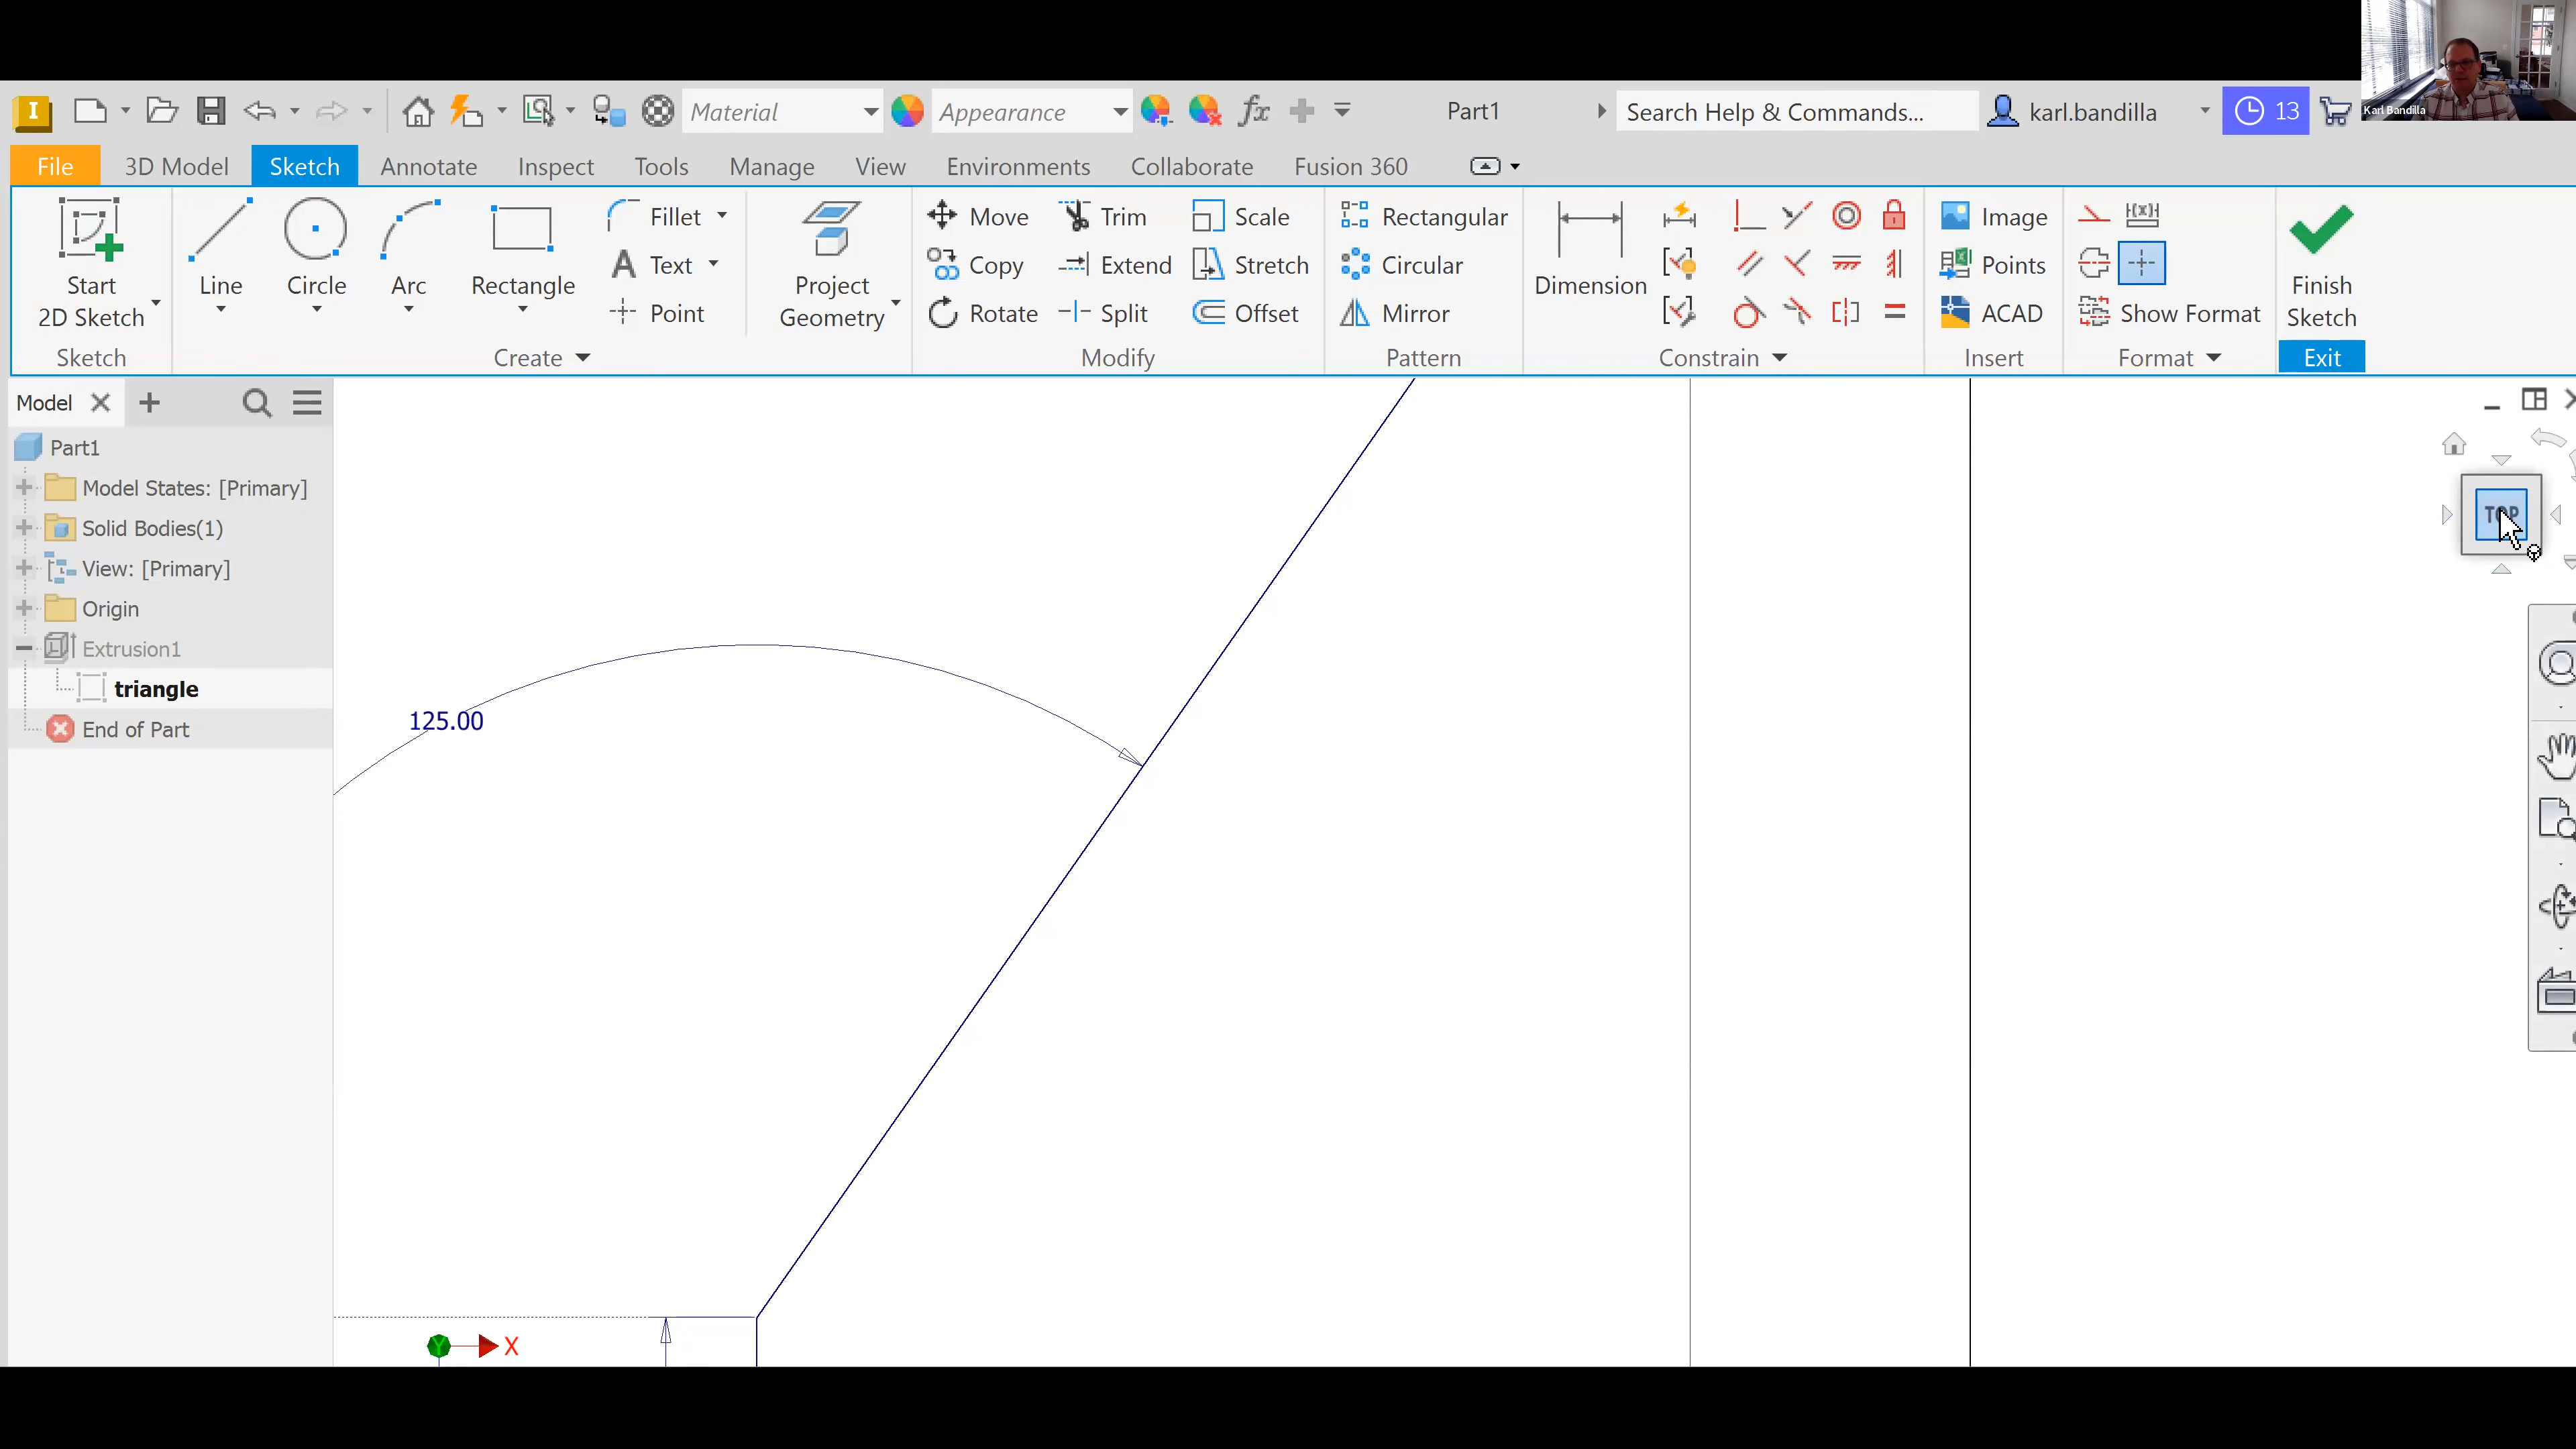 Karl Bandilla
I
Material
Appearance
fx
Part1
Search Help & Commands...
karl.bandilla
13
File
3D Model
Sketch
Annotate
Inspect
Tools
Manage
View
Environments
Collaborate
Fusion 360
Start
2D Sketch
Line
Circle
Arc
Rectangle
Fillet
Text
Point
Project
Geometry
Move
Copy
Rotate
Trim
Extend
Split
Scale
Stretch
Offset
Rectangular
Circular
Mirror
Dimension
Image
Points
ACAD
Show Format
Finish
Sketch
Sketch
Create
Modify
Pattern
Constrain
Insert
Format
Exit
Model
Part1
Model States: [Primary]
Solid Bodies(1)
View: [Primary]
Origin
Extrusion1
triangle
End of Part
125.00
TOP
Y
X